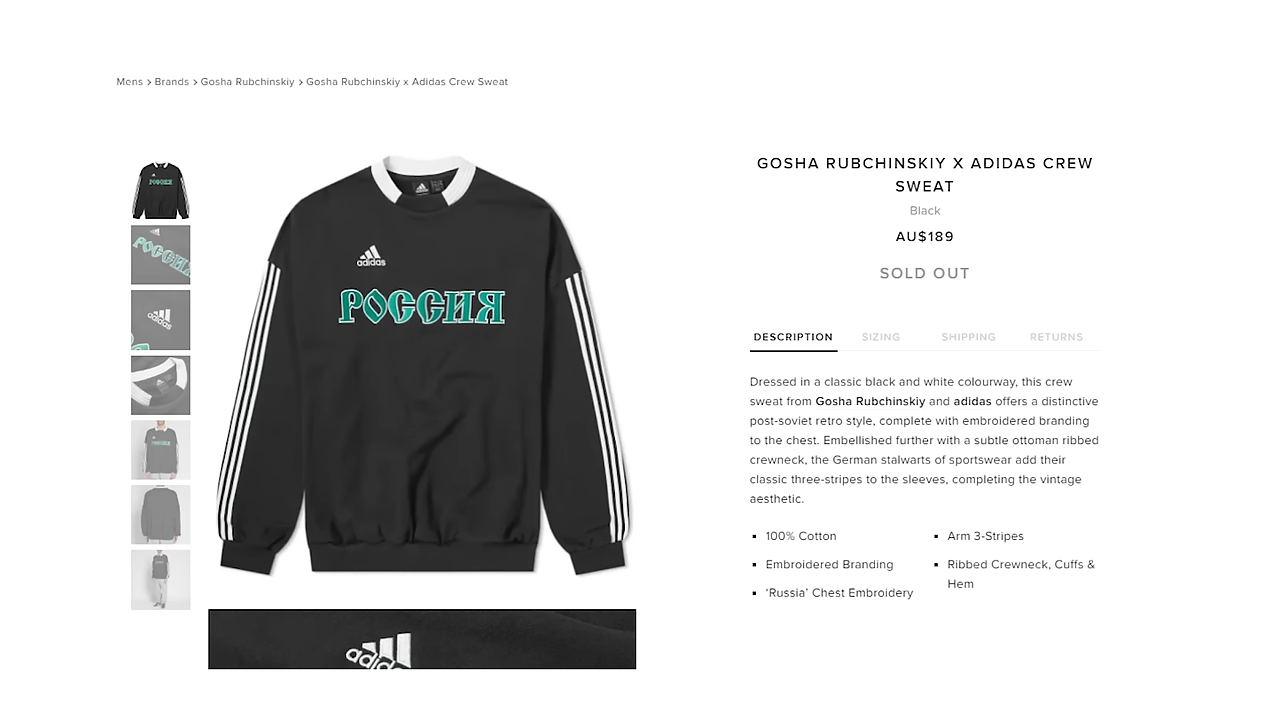 Mens > Brands > Gosha Rubchinskiy > Gosha Rubchinskiy x Adidas Crew Sweat
adidas
РОССИЯ
GOSHA RUBCHINSKIY X ADIDAS CREW
SWEAT
Black
AU$189
SOLD OUT
DESCRIPTION SIZING SHIPPING RETURNS
Dressed in a classic black and white colourway, this crew
sweat from Gosha Rubchinskiy and adidas offers a distinctive
post-soviet retro style, complete with embroidered branding
to the chest. Embellished further with a subtle ottoman ribbed
crewneck, the German stalwarts of sportswear add their
classic three-stripes to the sleeves, completing the vintage
aesthetic.
▪ 100% Cotton
▪ Embroidered Branding
▪ ‘Russia’ Chest Embroidery
▪ Arm 3-Stripes
▪ Ribbed Crewneck, Cuffs &
Hem